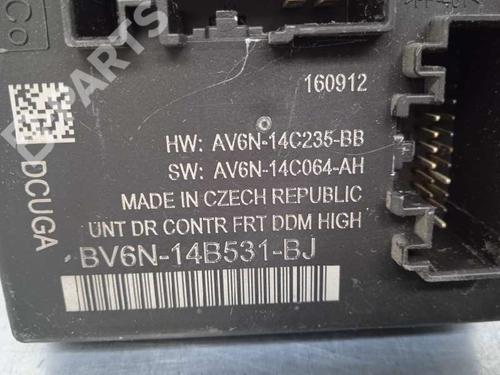 Co
160912
HW: AV6N-14C235-BB
SW: AV6N-14C064-AH
MADE IN CZECH REPUBLIC
UNT DR CONTR FRT DDM HIGH
BV6N-14B531-BJ
DCUGA